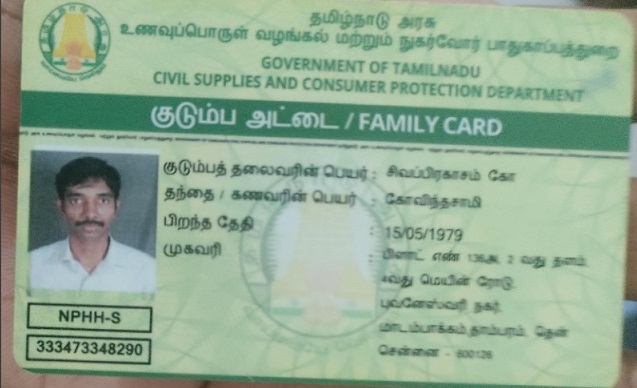 தமிழ்நாடு அரசு
உணவுப்பொருள் வழங்கல் மற்றும் நுகர்வோர் பாதுகாப்புத்துறை
GOVERNMENT OF TAMILNADU
CIVIL SUPPLIES AND CONSUMER PROTECTION DEPARTMENT
குடும்ப அட்டை / FAMILY CARD
குடும்பத் தலைவரின் பெயர் : சிவப்பிரகாசம் கோ
தந்தை / கணவரின் பெயர் : கோவிந்தசாமி
பிறந்த தேதி : 15/05/1979
முகவரி : பிளாட் எண் 136அ, 2 வது தளம்,
4வது மெயின் ரோடு,
புவனேஸ்வரி நகர்,
மாடம்பாக்கம்,தாம்பரம், தென்
சென்னை - 600126
NPHH-S
333473348290